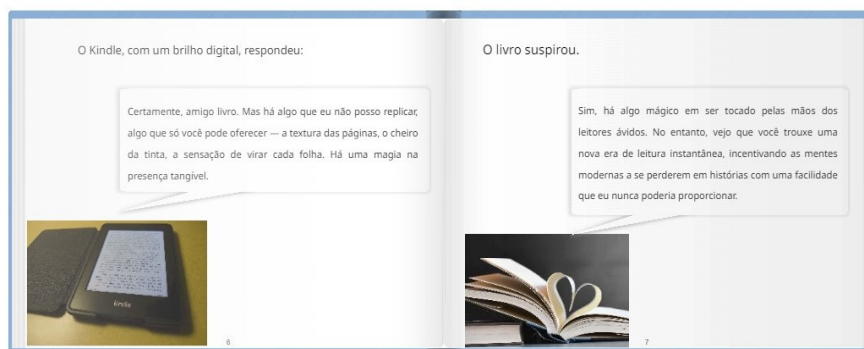 O Kindle, com um brilho digital, respondeu:
Certamente, amigo livro. Mas há algo que eu não posso replicar,
algo que só você pode oferecer — a textura das páginas, o cheiro
da tinta, a sensação de virar cada folha. Há uma magia na
presença tangível.
kindle
6
O livro suspirou.
Sim, há algo mágico em ser tocado pelas mãos dos
leitores ávidos. No entanto, vejo que você trouxe uma
nova era de leitura instantânea, incentivando as mentes
modernas a se perderem em histórias com uma facilidade
que eu nunca poderia proporcionar.
7